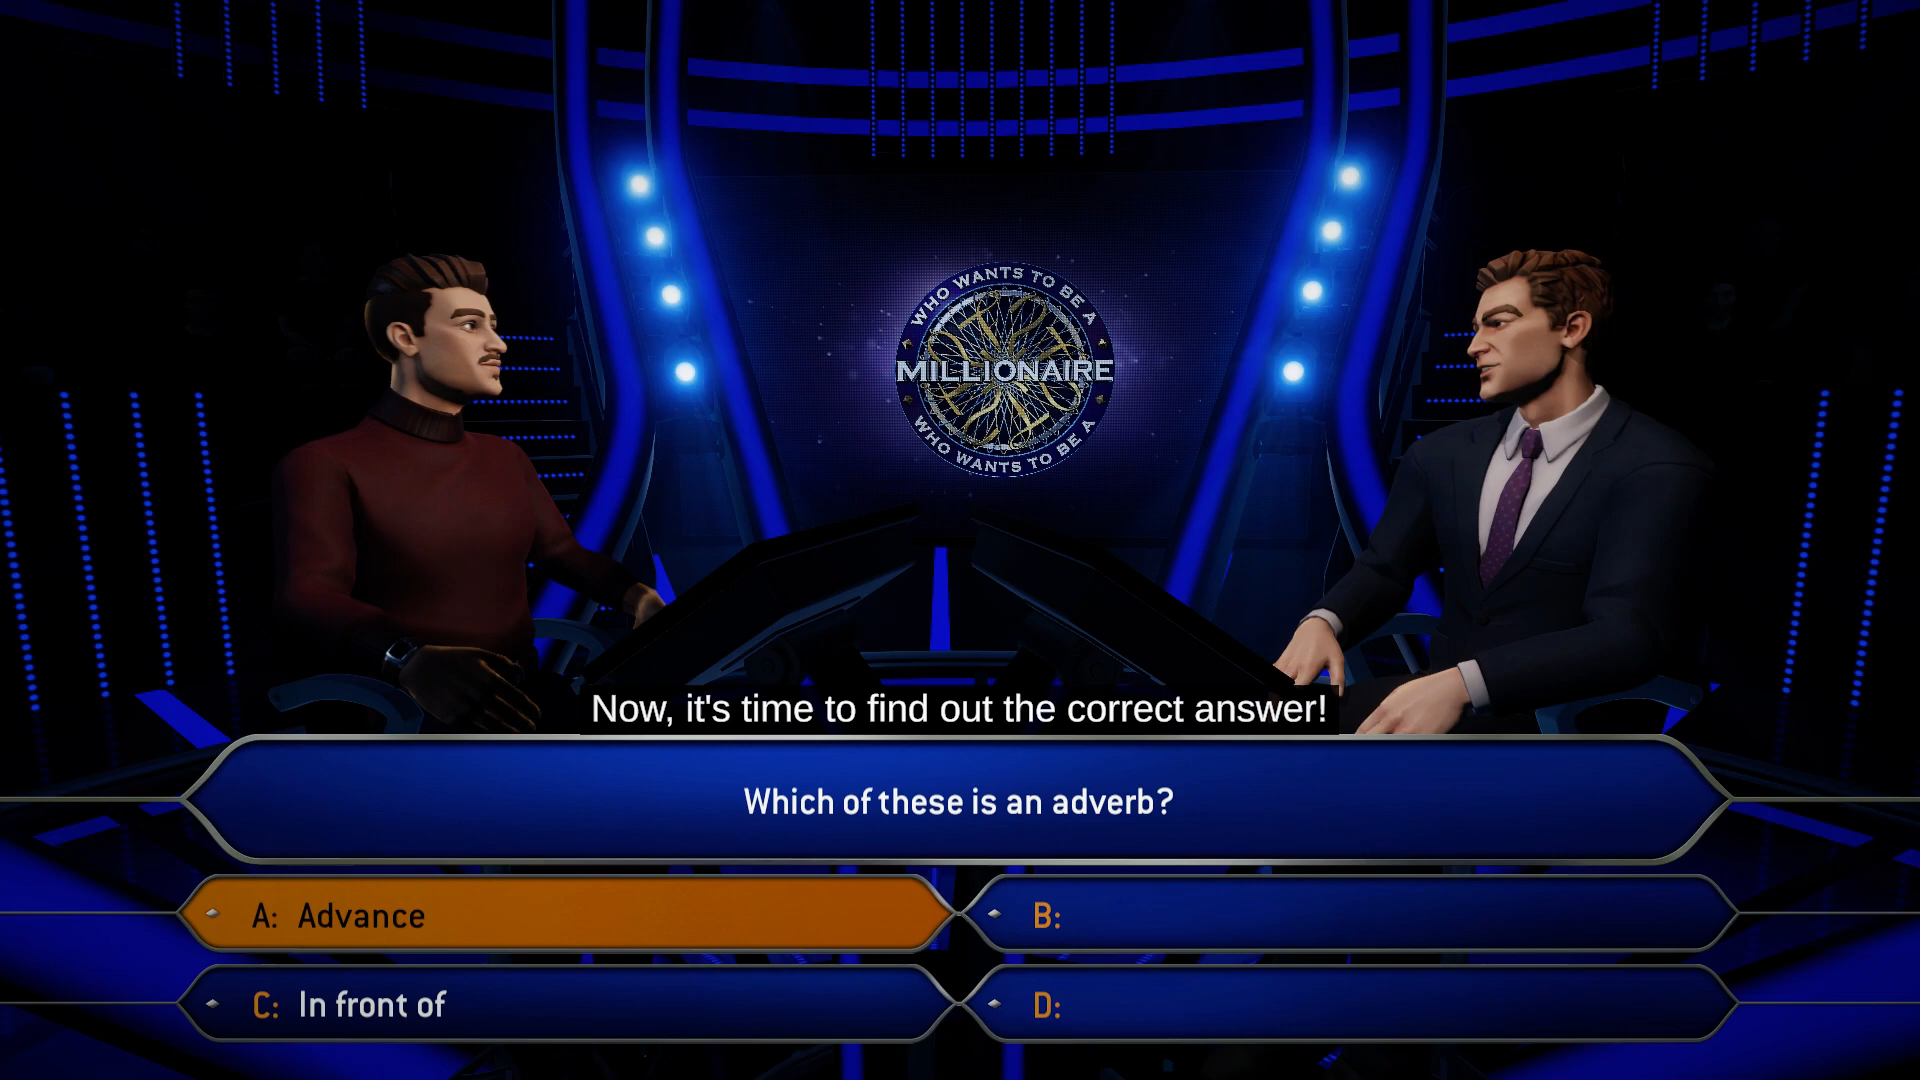 WHO WANTS TO BE A
MILLIONAIRE
WHO WANTS TO BE A
Now, it's time to find out the correct answer!
Which of these is an adverb?
A: Advance
B:
C: In front of
D: